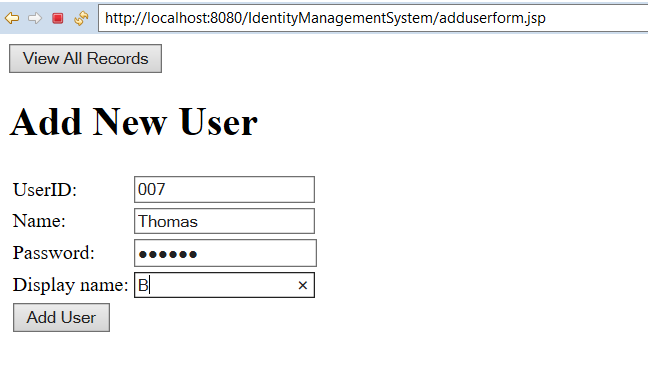 http://localhost:8080/IdentityManagementSystem/adduserform.jsp
View All Records
Add New User
UserID: 007
Name: Thomas
Password: ●●●●●●
Display name: B
Add User